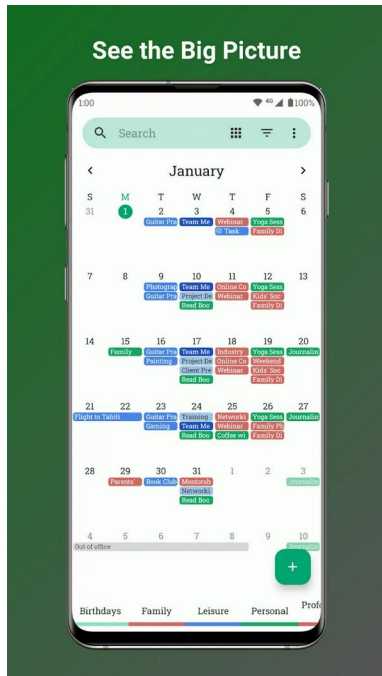 See the Big Picture
1:00 4G 100%
Search
January
S M T W T F S
31 1 2 3 4 5 6
Guitar Pra Team Me Webinar Yoga Sess
Task Family Di
7 8 9 10 11 12 13
Photograp Team Me Online Co Yoga Sess
Guitar Pra Project De Webinar Kids' Soc
Read Boo Family Di
14 15 16 17 18 19 20
Family Guitar Pra Team Me Industry Yoga Sess Journalin
Painting Project De Online Co Weekend
Client Pre Webinar Kids' Soc
Read Boo Family Di
21 22 23 24 25 26 27
Flight to Tahiti Guitar Pra Training Networki Yoga Sess Journalin
Gaming Team Me Webinar Family Ph
Read Boo Coffee wi Family Di
28 29 30 31 1 2 3
Parents' Book Club Mentorsh Journalin
Networki
Read Boo
4 5 6 7 8 9 10
Out of office Journalin
+
Birthdays Family Leisure Personal Profe